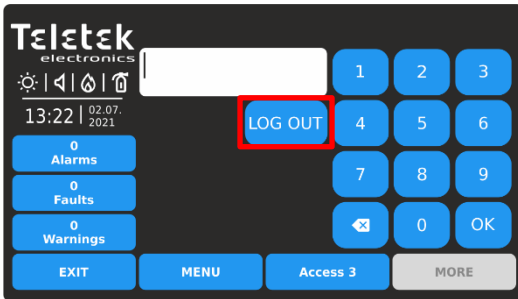 Teletek
electronics
13:22 02.07.
2021
0
Alarms
0
Faults
0
Warnings
LOG OUT
1 2 3
4 5 6
7 8 9
0 OK
EXIT MENU Access 3 MORE